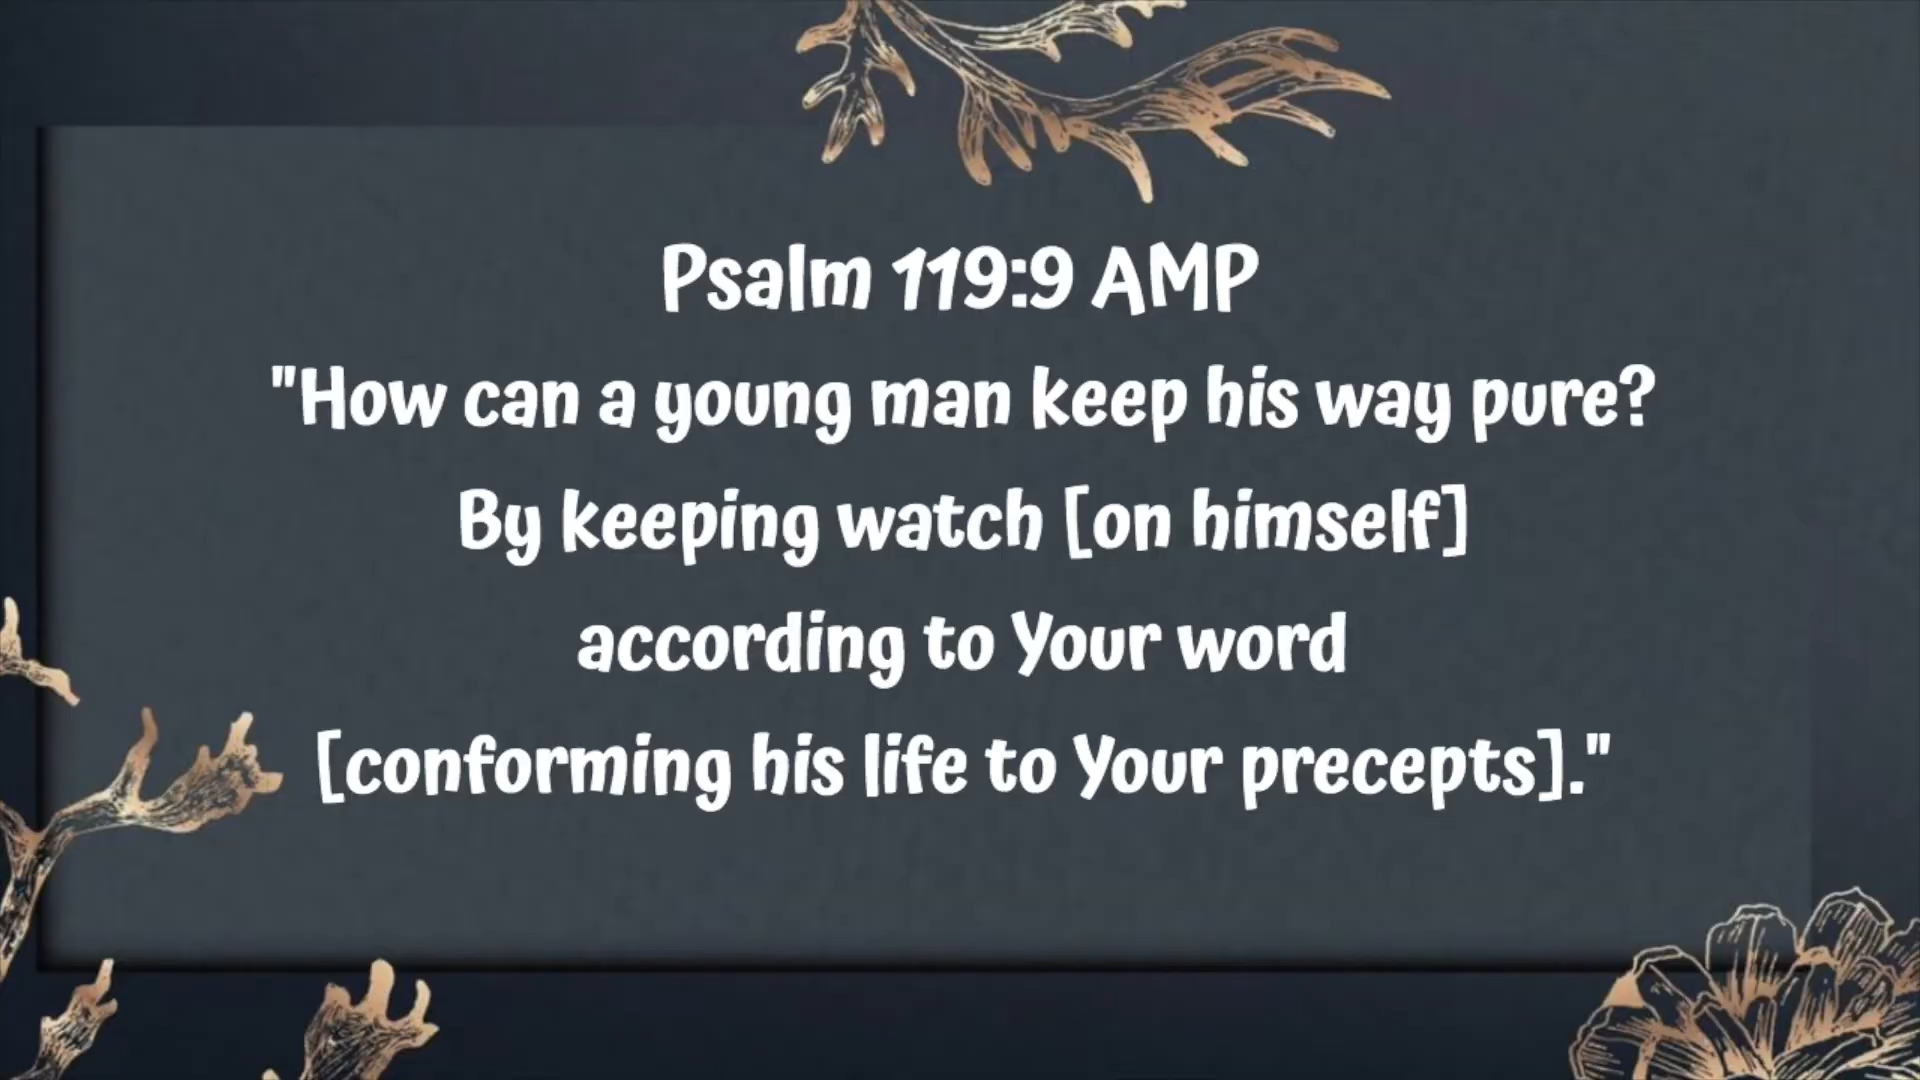 Psalm 119:9 AMP
"How can a young man keep his way pure?
By keeping watch [on himself]
according to Your word
[conforming his life to Your precepts]."